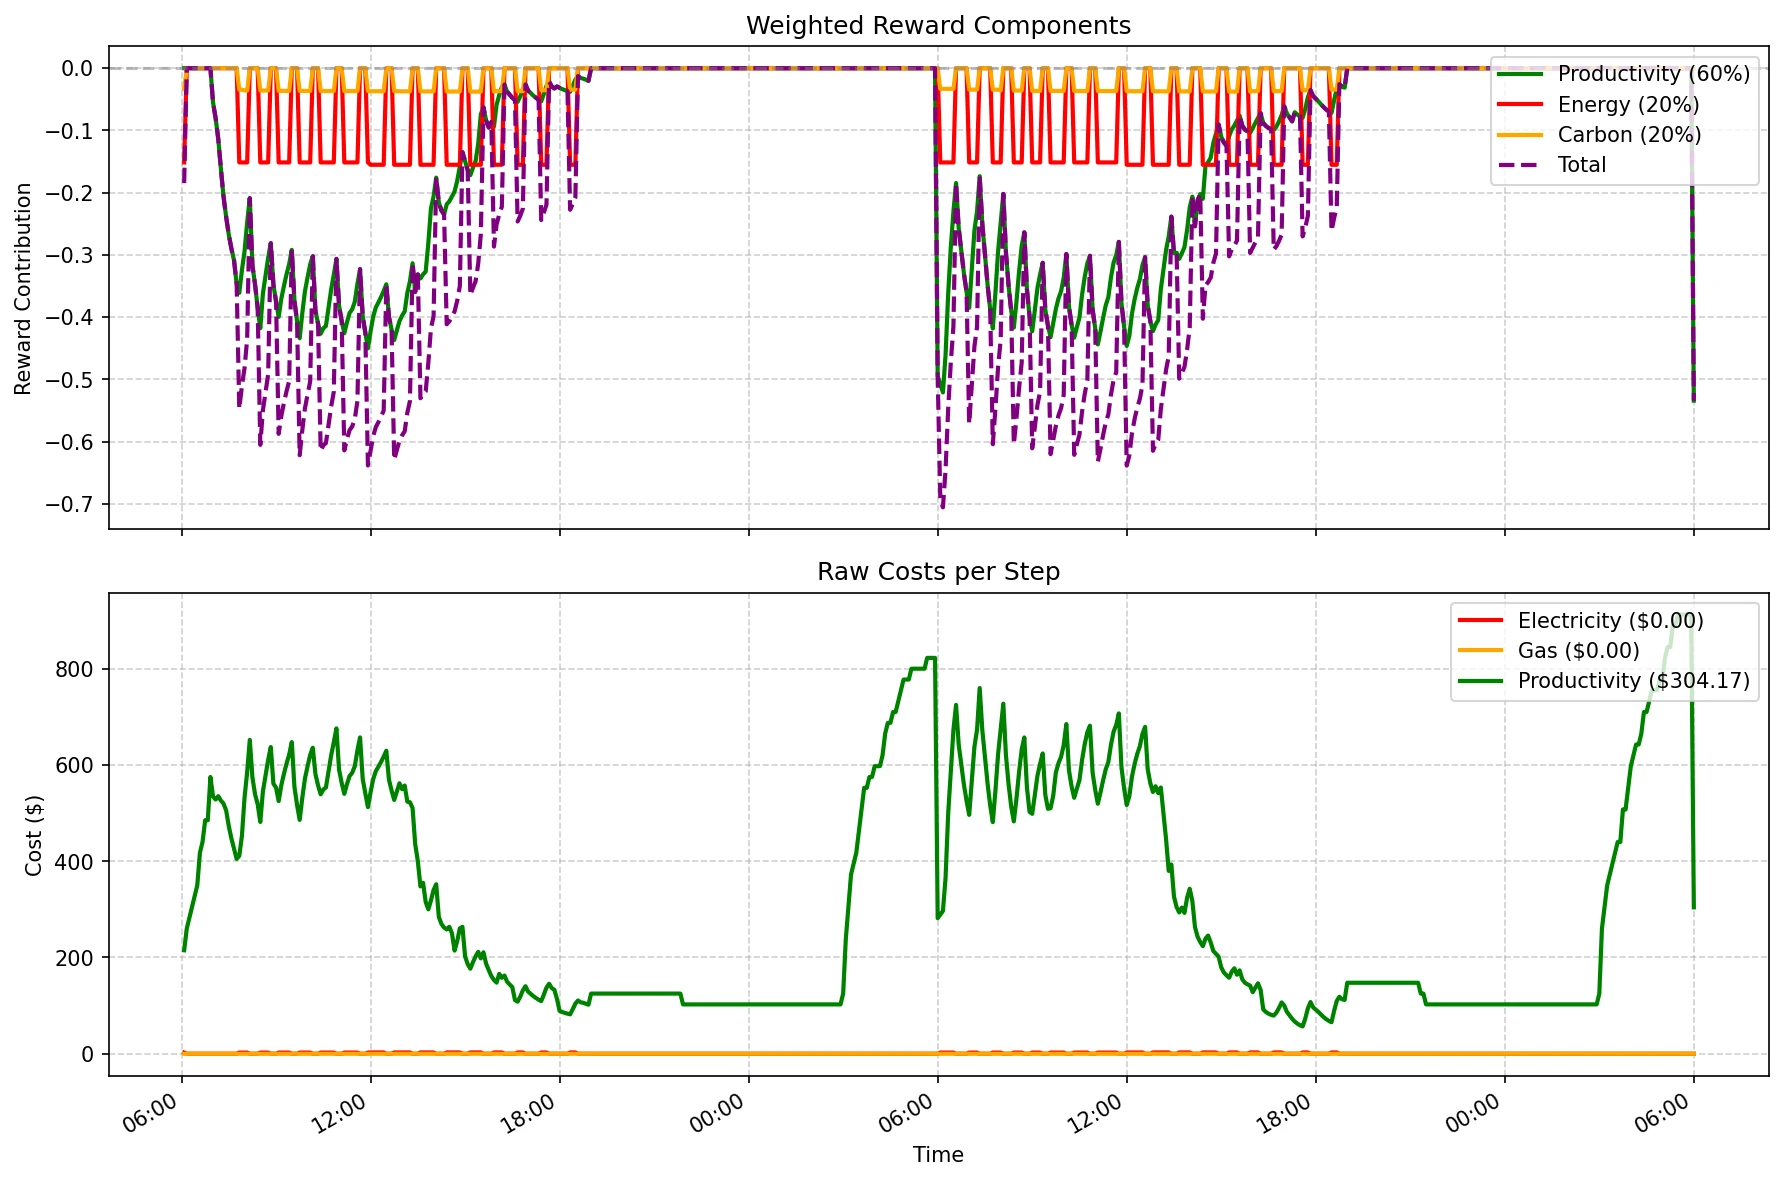 Weighted Reward Components
Reward Contribution
0.0
−0.1
−0.2
−0.3
−0.4
−0.5
−0.6
−0.7
Productivity (60%)
Energy (20%)
Carbon (20%)
Total
Raw Costs per Step
Cost ($)
800
600
400
200
0
Electricity ($0.00)
Gas ($0.00)
Productivity ($304.17)
06:00 12:00 18:00 00:00 06:00 12:00 18:00 00:00 06:00
Time